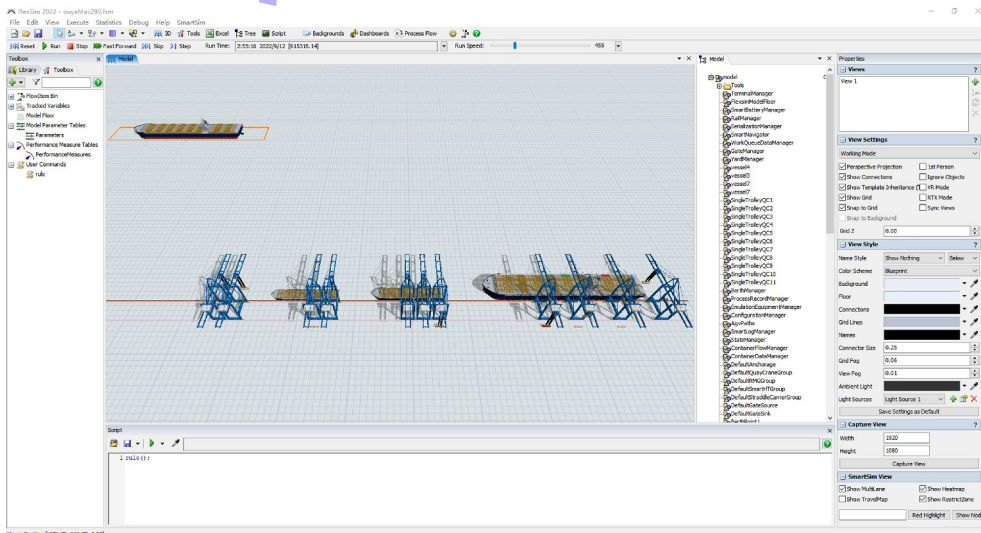 FlexSim 2022 - ouyaMac290.fsm
File Edit View Execute Statistics Debug Help SmartSim
3D Tools Excel Tree Script Backgrounds Dashboards Process Flow
Reset Run Stop Fast Forward Skip Step Run Time: 2:55:16 2022/9/12 [615316.14] Run Speed: 455
Toolbox
Library Toolbox
FlowItem Bin
Tracked Variables
Model Floor
Model Parameter Tables
Parameters
Performance Measure Tables
PerformanceMeasures
User Commands
rule
Model
Script
1 rule();
Model
model
Tools
TerminalManager
FlexsimModelFloor
SmartBatteryManager
RailManager
SerializationManager
SmartNavigator
WorkQueueDataManager
GateManager
YardManager
vessel4
vessel3
vessel7
vessel7
SingleTrolleyQC1
SingleTrolleyQC2
SingleTrolleyQC3
SingleTrolleyQC4
SingleTrolleyQC5
SingleTrolleyQC6
SingleTrolleyQC7
SingleTrolleyQC8
SingleTrolleyQC9
SingleTrolleyQC10
SingleTrolleyQC11
BerthManager
ProcessRecordManager
EmulationEquipmentManager
ConfigurationManager
AgvPaths
SmartLogManager
StateManager
ContainerFlowManager
ContainerDataManager
DefaultAnchorage
DefaultQuayCraneGroup
DefaultRMGGroup
DefaultSmartHTGroup
DefaultStraddleCarrierGroup
DefaultGateSource
DefaultGateSink
Properties
Views ?
View 1
View Settings ?
Working Mode
Perspective Projection 1st Person
Show Connections Ignore Objects
Show Template Inheritance VR Mode
Show Grid RTX Mode
Snap to Grid Sync Views
Snap to Background
Grid Z 0.00
View Style ?
Name Style Show Nothing Below
Color Scheme Blueprint
Background
Floor
Connections
Grid Lines
Names
Connector Size 0.25
Grid Fog 0.06
View Fog 0.01
Ambient Light
Light Sources Light Source 1
Save Settings as Default
Capture View ?
Width 1920
Height 1080
Capture View
SmartSim View ?
Show MultiLane Show Heatmap
Show TravelMap Show RestrictZone
Red Highlight Show Nod